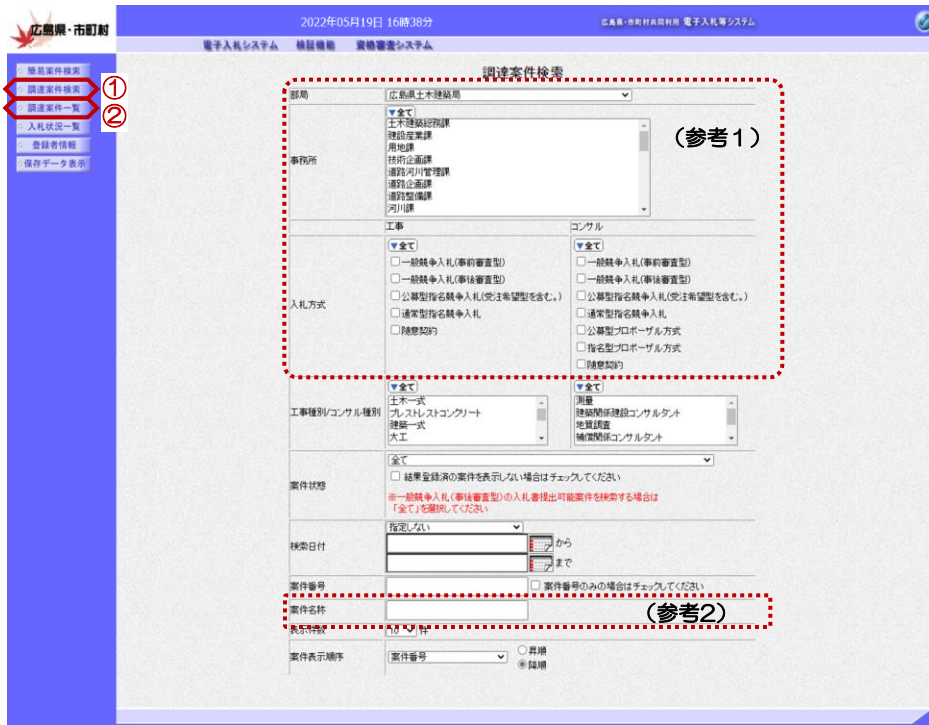 広島県・市町村
2022年05月19日 16時38分
広島県・市町村共同利用 電子入札等システム
電子入札システム 検証機能 資格審査システム
簡易案件検索
調達案件検索
①
調達案件一覧
②
入札状況一覧
登録者情報
保存データ表示
調達案件検索
部局 広島県土木建築局
事務所
▼全て
土木建築総務課
建設産業課
用地課
技術企画課
道路河川管理課
道路企画課
道路整備課
河川課
(参考1)
工事 コンサル
入札方式
▼全て
□一般競争入札(事前審査型)
□一般競争入札(事後審査型)
□公募型指名競争入札(受注希望型を含む。)
□通常型指名競争入札
□随意契約
▼全て
□一般競争入札(事前審査型)
□一般競争入札(事後審査型)
□公募型指名競争入札(受注希望型を含む。)
□通常型指名競争入札
□公募型プロポーザル方式
□指名型プロポーザル方式
□随意契約
工事種別/コンサル種別
▼全て
土木一式
プレストレストコンクリート
建築一式
大工
▼全て
測量
建築関係建設コンサルタント
地質調査
補償関係コンサルタント
案件状態
全て
□ 結果登録済の案件を表示しない場合はチェックしてください
※一般競争入札(事後審査型)の入札書提出可能案件を検索する場合は
「全て」を選択してください
検索日付
指定しない
から
まで
案件番号 □ 案件番号のみの場合はチェックしてください
案件名称
(参考2)
表示件数 10 件
案件表示順序 案件番号
○昇順
◉降順